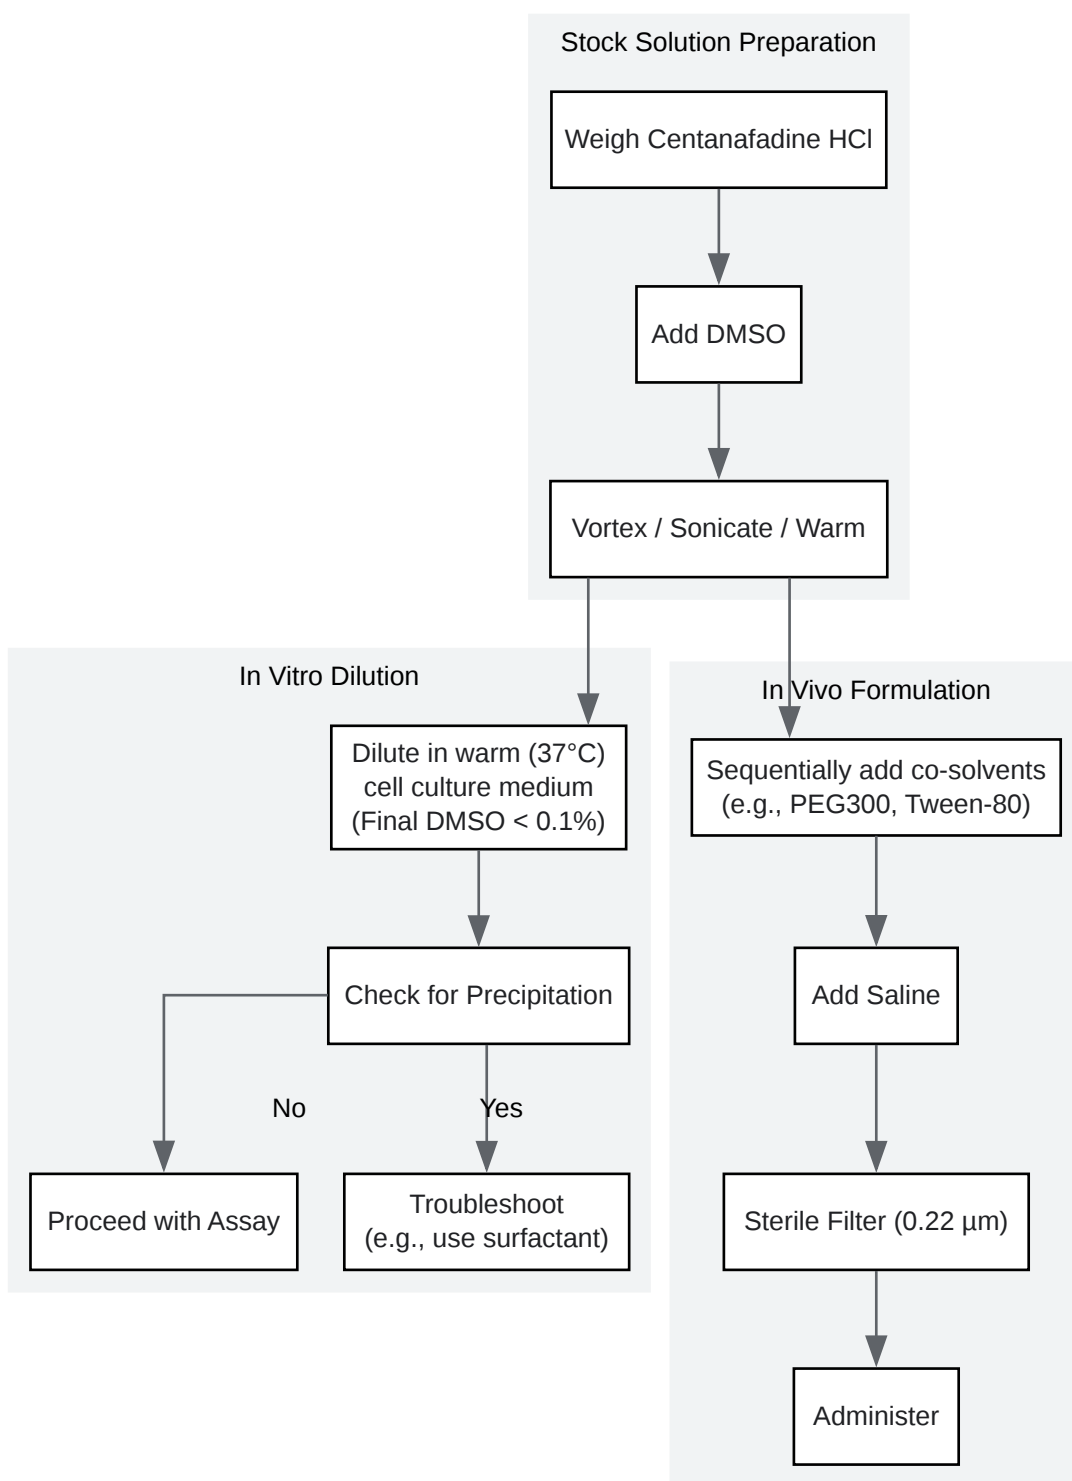 Stock Solution Preparation
Weigh Centanafadine HCl
Add DMSO
Vortex / Sonicate / Warm
In Vitro Dilution
Dilute in warm (37°C)
cell culture medium
(Final DMSO < 0.1%)
Check for Precipitation
No
Yes
Proceed with Assay
Troubleshoot
(e.g., use surfactant)
In Vivo Formulation
Sequentially add co-solvents
(e.g., PEG300, Tween-80)
Add Saline
Sterile Filter (0.22 µm)
Administer